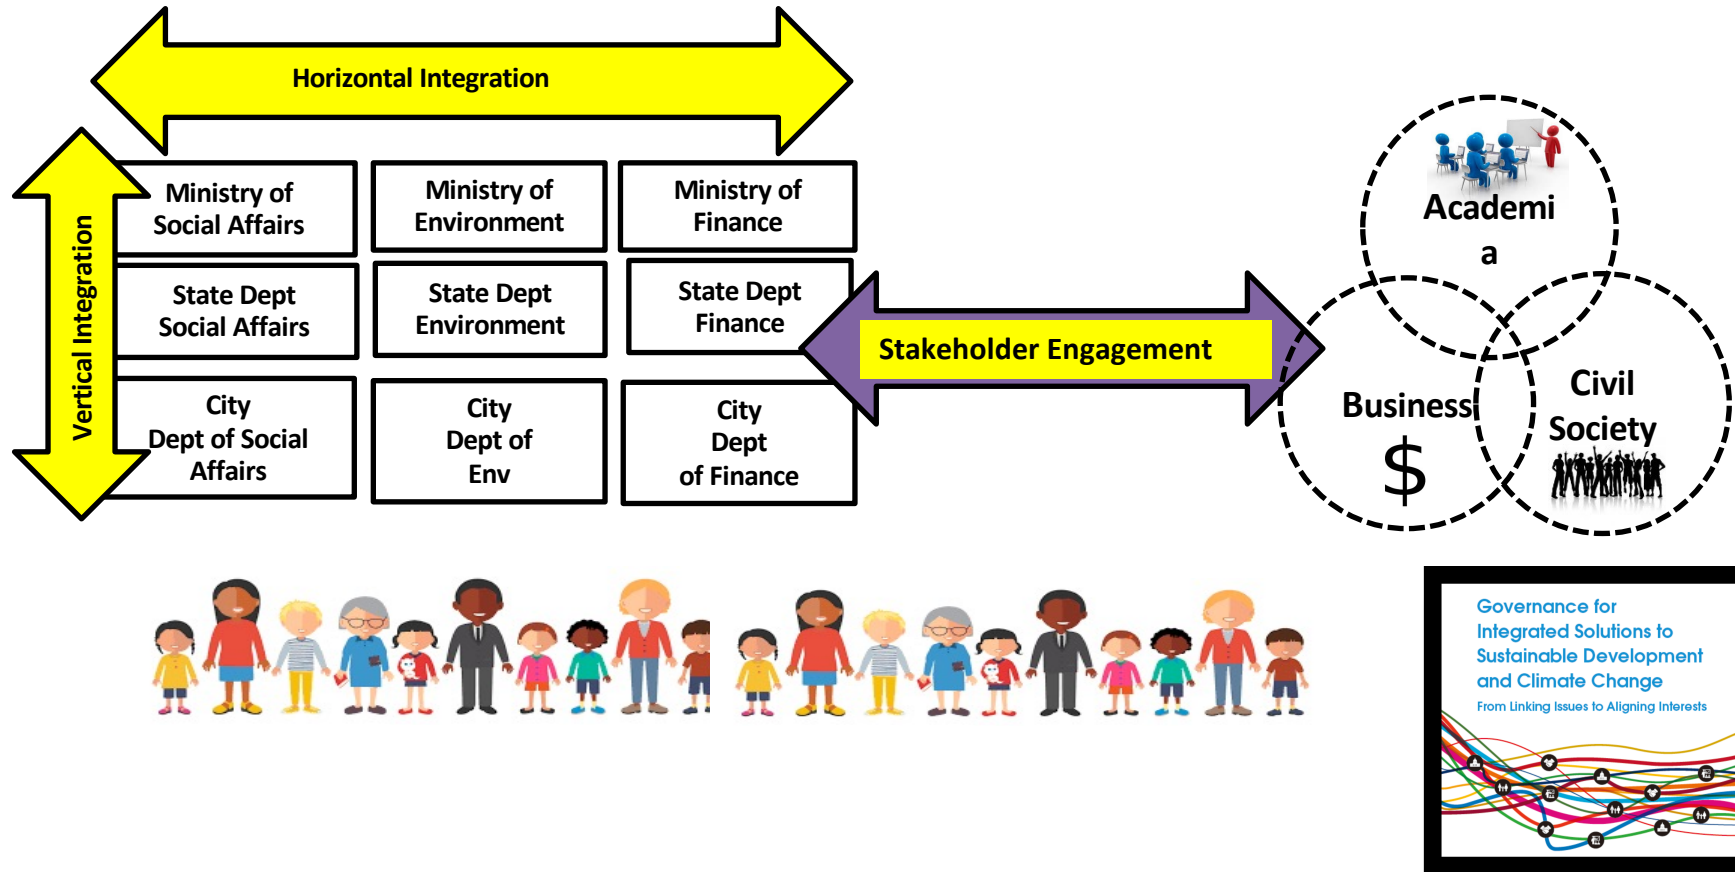 Horizontal Integration
Vertical Integration
Ministry of
Social Affairs
Ministry of
Environment
Ministry of
Finance
State Dept
Social Affairs
State Dept
Environment
State Dept
Finance
City
Dept of Social
Affairs
City
Dept of
Env
City
Dept
of Finance
Stakeholder Engagement
Academi
a
Business
$
Civil
Society
Governance for
Integrated Solutions to
Sustainable Development
and Climate Change
From Linking Issues to Aligning Interests